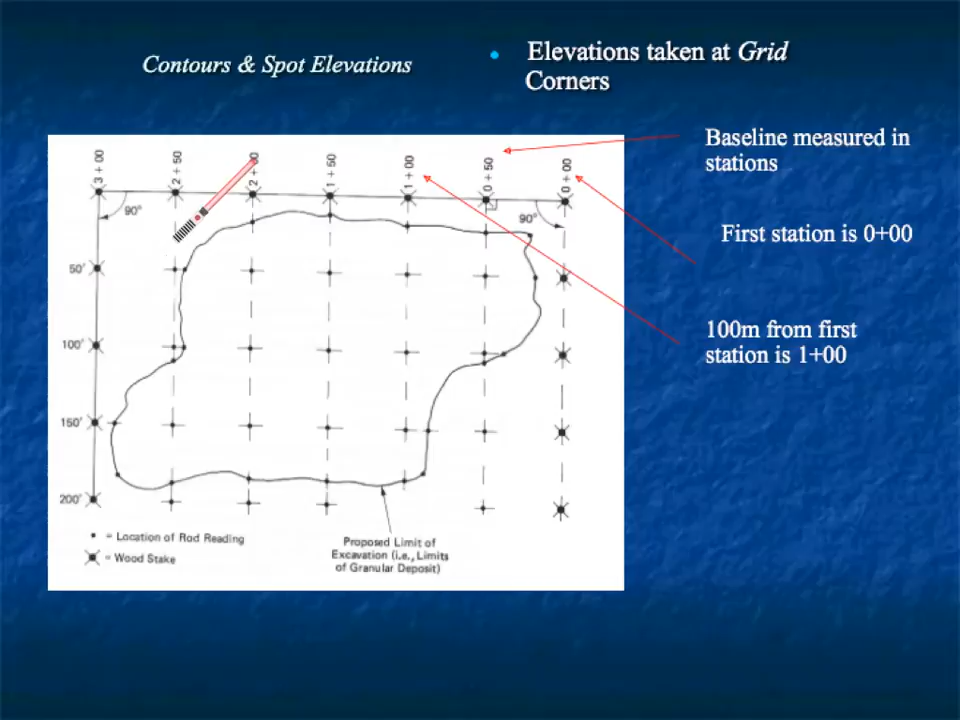 Contours & Spot Elevations
Elevations taken at Grid
Corners
Baseline measured in
stations
First station is 0+00
100m from first
station is 1+00
3 + 00
2 + 50
1 + 50
1 + 00
0 + 50
0 + 00
90°
90°
50'
100'
150'
200'
• = Location of Rod Reading
= Wood Stake
Proposed Limit of
Excavation (i.e., Limits
of Granular Deposit)